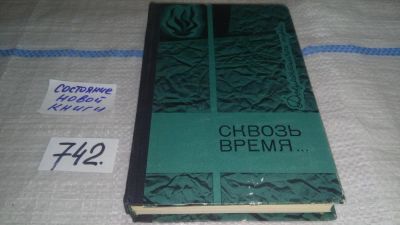 СОСТОЯНИЕ
НОВОЙ
КНИГИ
742.
СКВОЗЬ
ВРЕМЯ...